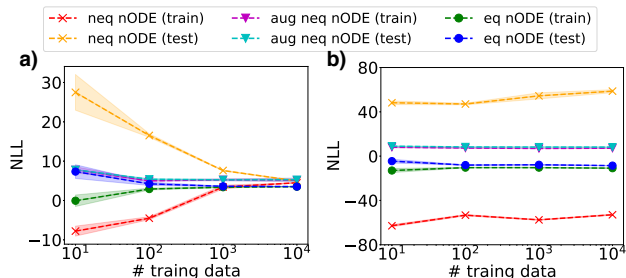 neq nODE (train) aug neq nODE (train) eq nODE (train)
neq nODE (test) aug neq nODE (test) eq nODE (test)
a) b)
30
20
10
0
−10
NLL
10^1 10^2 10^3 10^4
# traing data
80
40
0
−40
−80
NLL
10^1 10^2 10^3 10^4
# traing data